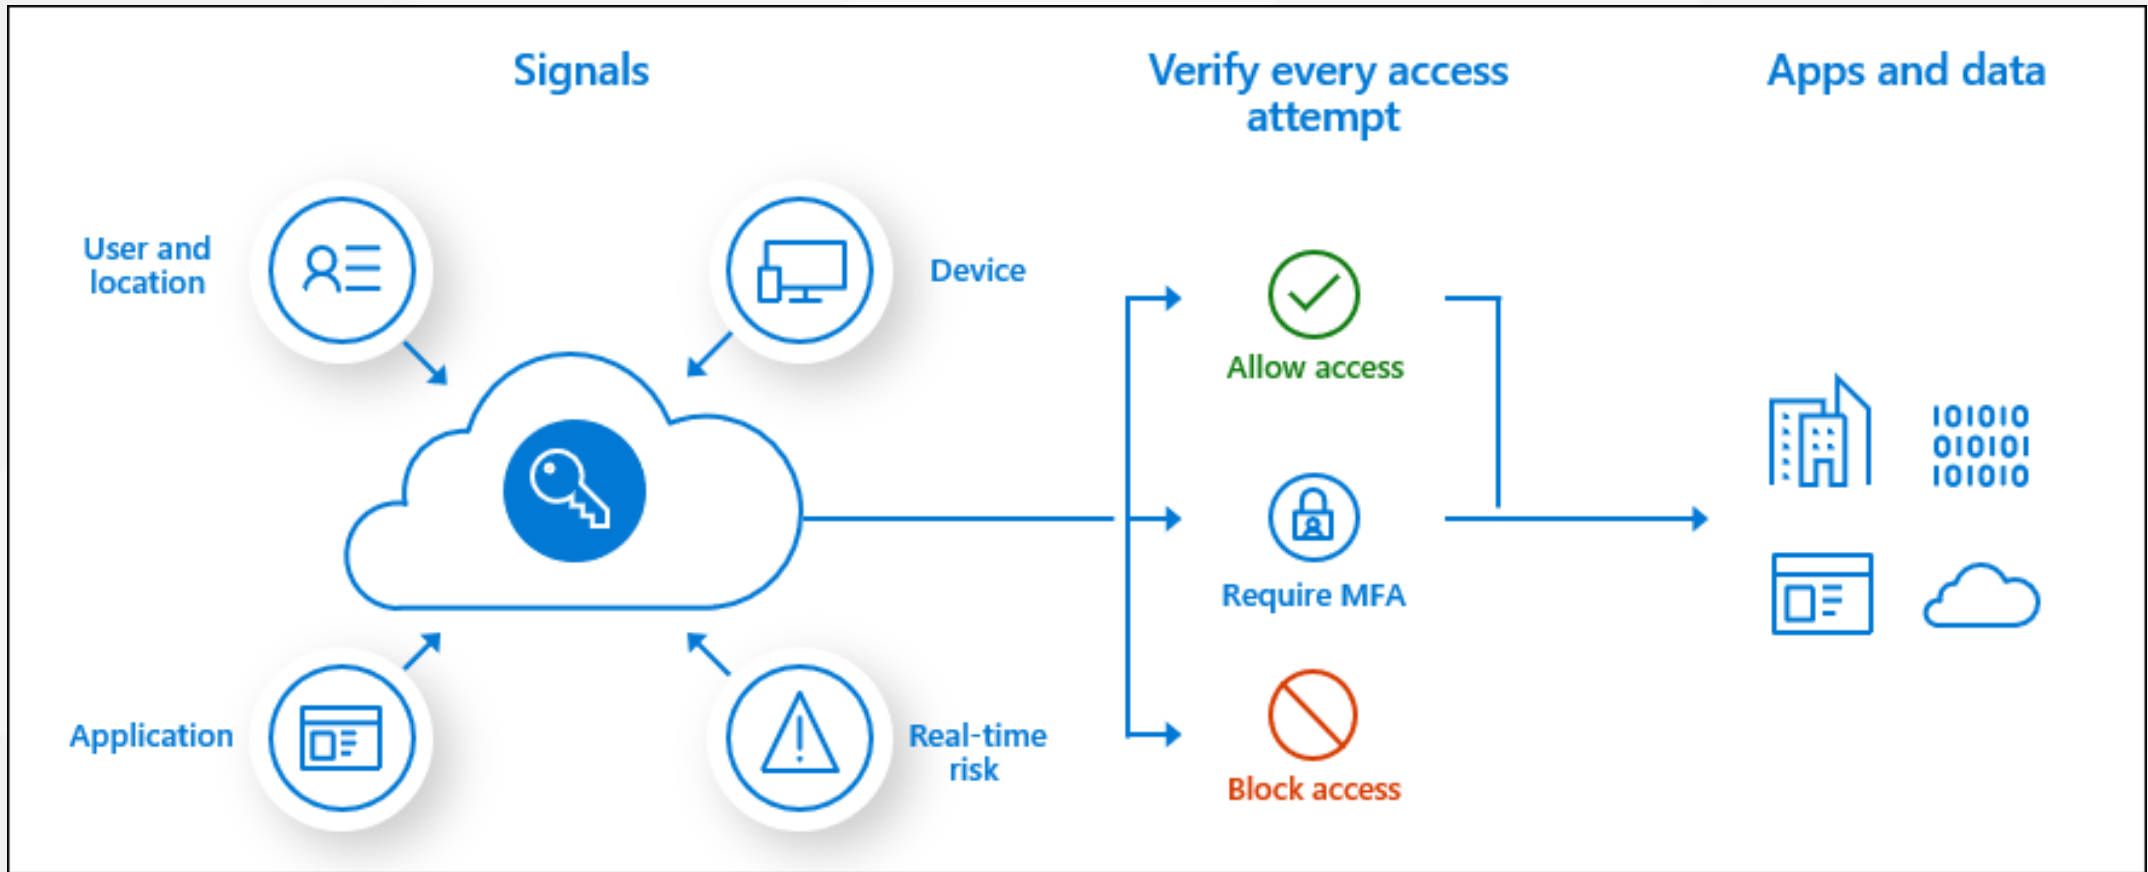 Signals
Verify every access
attempt
Apps and data
User and
location
Device
Allow access
101010
010101
101010
Require MFA
Application
Real-time
risk
Block access